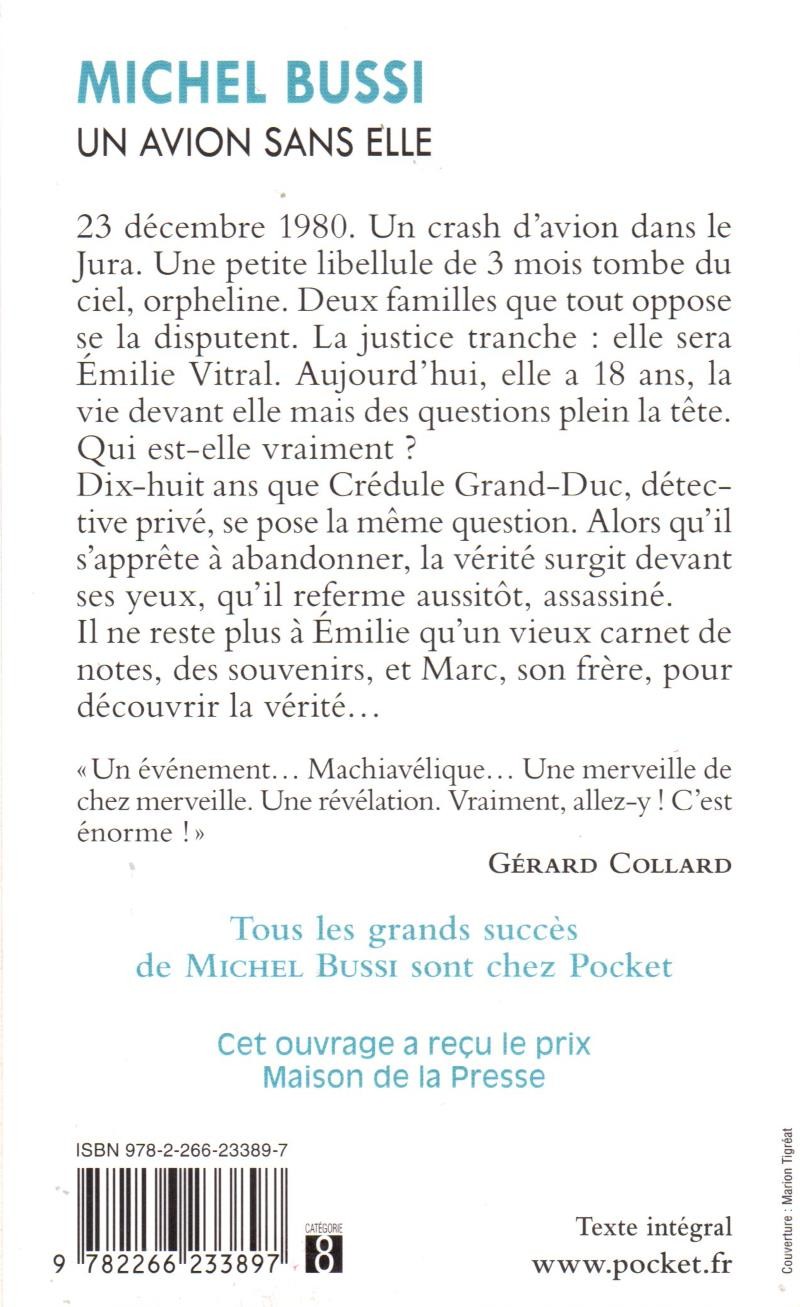 MICHEL BUSSI
UN AVION SANS ELLE
23 décembre 1980. Un crash d'avion dans le
Jura. Une petite libellule de 3 mois tombe du
ciel, orpheline. Deux familles que tout oppose
se la disputent. La justice tranche : elle sera
Émilie Vitral. Aujourd'hui, elle a 18 ans, la
vie devant elle mais des questions plein la tête.
Qui est-elle vraiment ?
Dix-huit ans que Crédule Grand-Duc, détec-
tive privé, se pose la même question. Alors qu'il
s'apprête à abandonner, la vérité surgit devant
ses yeux, qu'il referme aussitôt, assassiné.
Il ne reste plus à Émilie qu'un vieux carnet de
notes, des souvenirs, et Marc, son frère, pour
découvrir la vérité...
« Un événement... Machiavélique... Une merveille de
chez merveille. Une révélation. Vraiment, allez-y ! C'est
énorme ! »
GÉRARD COLLARD
Tous les grands succès
de MICHEL BUSSI sont chez Pocket
Cet ouvrage a reçu le prix
Maison de la Presse
ISBN 978-2-266-23389-7
9 782266 233897
CATÉGORIE
8
Texte intégral
www.pocket.fr
Couverture : Marion Tigréat